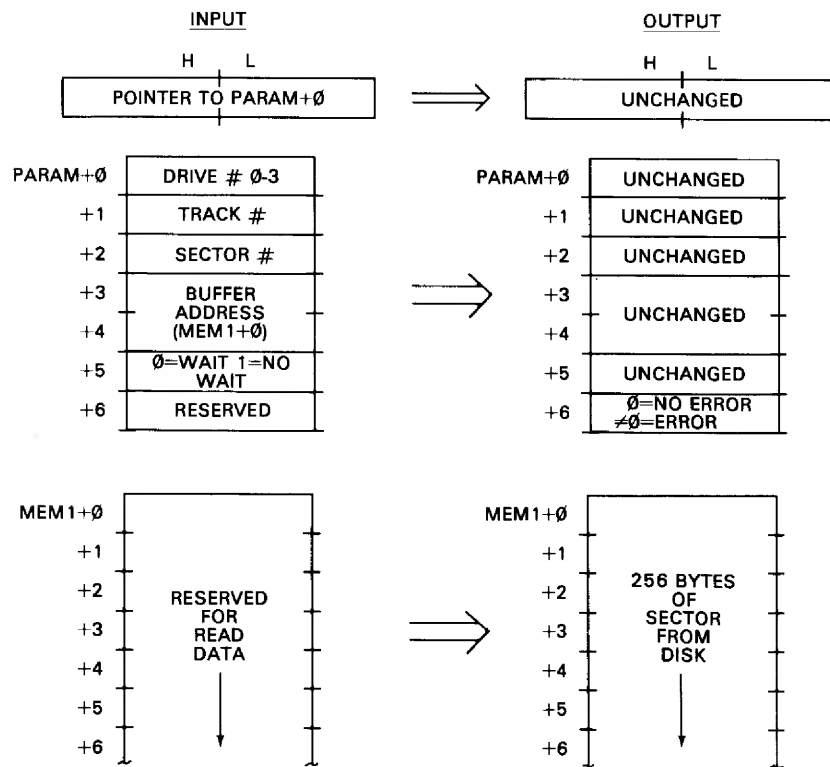 INPUT
OUTPUT
H L
H L
POINTER TO PARAM+Ø
UNCHANGED
PARAM+Ø
DRIVE # Ø-3
+1
TRACK #
+2
SECTOR #
+3
BUFFER
ADDRESS
+4
(MEM1+Ø)
+5
Ø=WAIT 1=NO
WAIT
+6
RESERVED
PARAM+Ø
UNCHANGED
+1
UNCHANGED
+2
UNCHANGED
+3
UNCHANGED
+4
+5
UNCHANGED
+6
Ø=NO ERROR
≠Ø=ERROR
MEM1+Ø
+1
+2
+3
+4
+5
+6
RESERVED
FOR
READ
DATA
MEM1+Ø
+1
+2
+3
+4
+5
+6
256 BYTES
OF
SECTOR
FROM
DISK